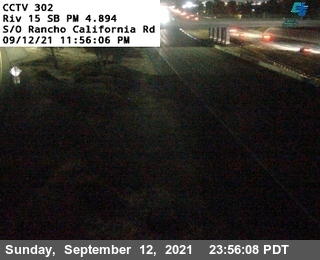 CCTV 302
Riv 15 SB PM 4.894
S/O Rancho California Rd
09/12/21 11:56:06 PM
Sunday, September 12, 2021 23:56:08 PDT